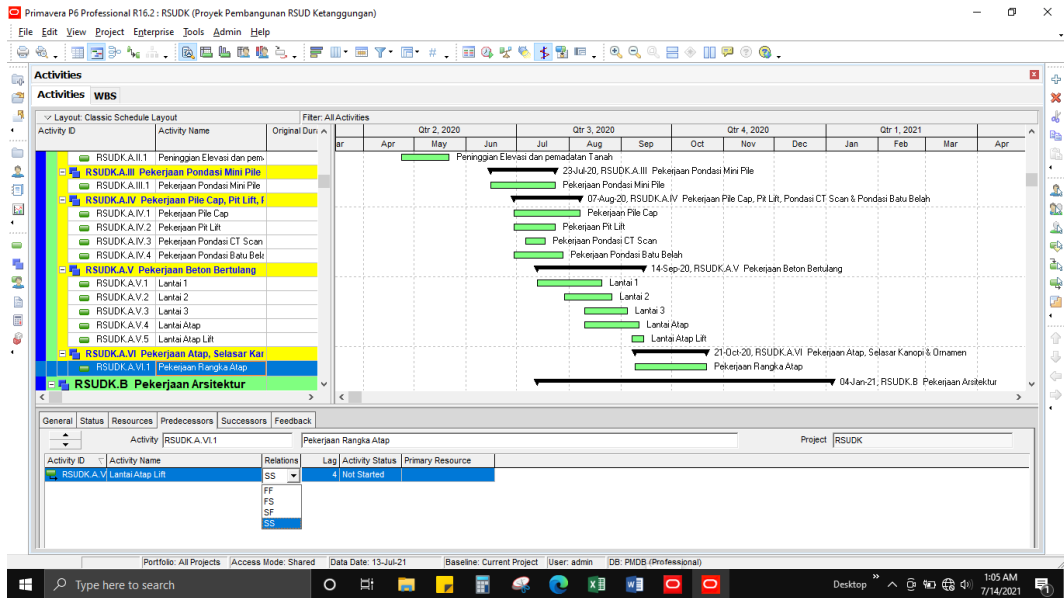 Primavera P6 Professional R16.2 : RSUDK (Proyek Pembangunan RSUD Ketanggungan)
File Edit View Project Enterprise Tools Admin Help
Activities
Activities WBS
Layout: Classic Schedule Layout Filter: All Activities
Activity ID Activity Name Original Dura
Qtr 2, 2020 Qtr 3, 2020 Qtr 4, 2020 Qtr 1, 2021
ar Apr May Jun Jul Aug Sep Oct Nov Dec Jan Feb Mar Apr
RSUDK.A.II.1 Peninggian Elevasi dan pem Peninggian Elevasi dan pemadatan Tanah
RSUDK.A.III Pekerjaan Pondasi Mini Pile 23-Jul-20, RSUDK.A.III Pekerjaan Pondasi Mini Pile
RSUDK.A.III.1 Pekerjaan Pondasi Mini Pile Pekerjaan Pondasi Mini Pile
RSUDK.A.IV Pekerjaan Pile Cap, Pit Lift, F 07-Aug-20, RSUDK.A.IV Pekerjaan Pile Cap, Pit Lift, Pondasi CT Scan & Pondasi Batu Belah
RSUDK.A.IV.1 Pekerjaan Pile Cap Pekerjaan Pile Cap
RSUDK.A.IV.2 Pekerjaan Pit Lift Pekerjaan Pit Lift
RSUDK.A.IV.3 Pekerjaan Pondasi CT Scan Pekerjaan Pondasi CT Scan
RSUDK.A.IV.4 Pekerjaan Pondasi Batu Bela Pekerjaan Pondasi Batu Belah
RSUDK.A.V Pekerjaan Beton Bertulang 14-Sep-20, RSUDK.A.V Pekerjaan Beton Bertulang
RSUDK.A.V.1 Lantai 1 Lantai 1
RSUDK.A.V.2 Lantai 2 Lantai 2
RSUDK.A.V.3 Lantai 3 Lantai 3
RSUDK.A.V.4 Lantai Atap Lantai Atap
RSUDK.A.V.5 Lantai Atap Lift Lantai Atap Lift
RSUDK.A.VI Pekerjaan Atap, Selasar Kan 21-Oct-20, RSUDK.A.VI Pekerjaan Atap, Selasar Kanopi & Ornamen
RSUDK.A.VI.1 Pekerjaan Rangka Atap Pekerjaan Rangka Atap
RSUDK.B Pekerjaan Arsitektur 04-Jan-21, RSUDK.B Pekerjaan Arsitektur
General Status Resources Predecessors Successors Feedback
Activity RSUDK.A.VI.1 Pekerjaan Rangka Atap Project RSUDK
Activity ID Activity Name Relations Lag Activity Status Primary Resource
RSUDK.A.V Lantai Atap Lift SS 4 Not Started
FF
FS
SF
SS
Portfolio: All Projects Access Mode: Shared Data Date: 13-Jul-21 Baseline: Current Project User: admin DB: PMDB (Professional)
Type here to search Desktop 1:05 AM
7/14/2021